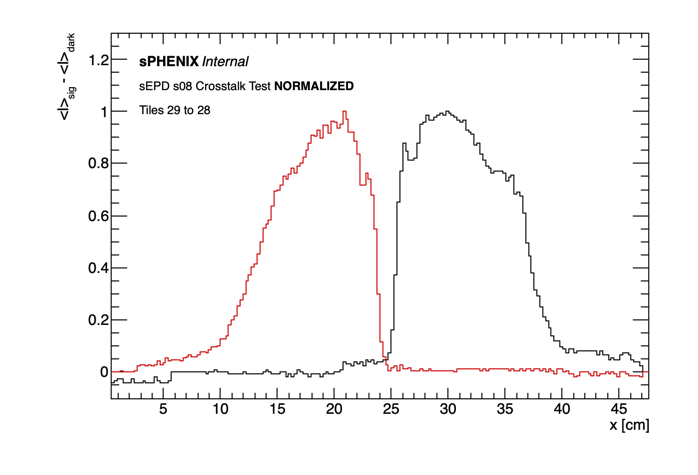 <I>sig - <I>dark
sPHENIX Internal
sEPD s08 Crosstalk Test NORMALIZED
Tiles 29 to 28
1.2
1
0.8
0.6
0.4
0.2
0
5 10 15 20 25 30 35 40 45
x [cm]